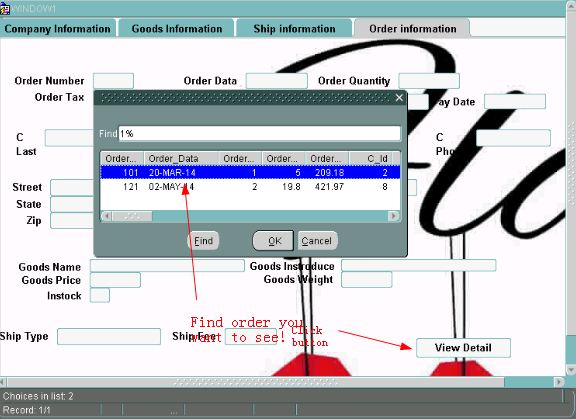 WINDOW1
Company Information Goods Information Ship information Order information
Order Number Order Data Order Quantity
Order Tax ay Date
Find 1%
C C
Last Pho
Order... Order_Data Order... Order... C_Id
101 20-MAR-14 1 5 209.18 2
121 02-MAY-14 2 19.8 421.97 8
Street
State
Zip
Find OK Cancel
Goods Name Goods Instroduce
Goods Price Goods Weight
Instock
Find order you
want to see!
Click
button
Ship Type Ship Fee
View Detail
Choices in list: 2
Record: 1/1 ...